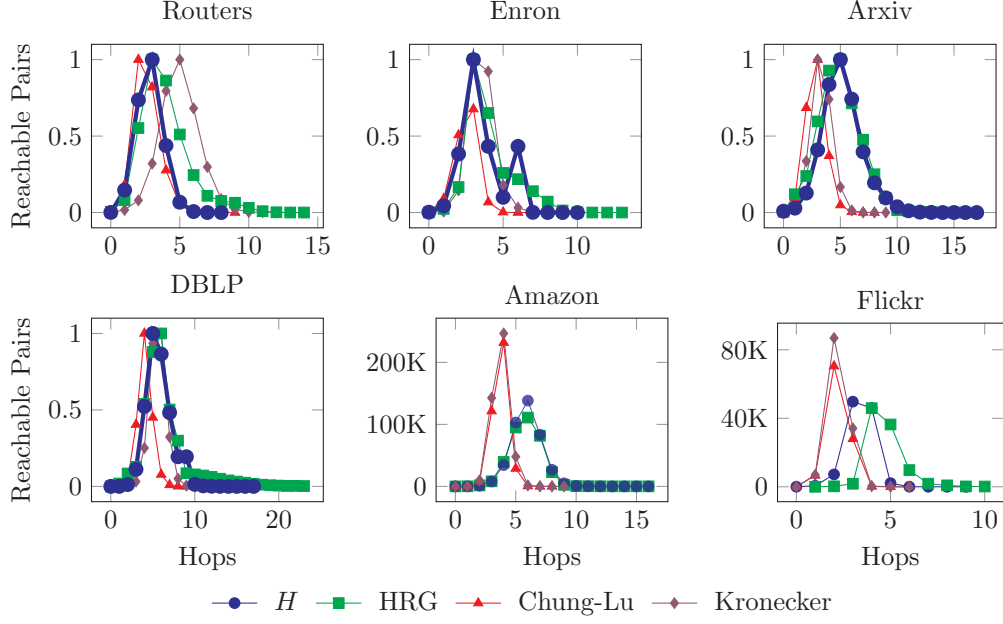 Routers
Enron
Arxiv
Reachable Pairs
1
0.5
0
0 5 10 15
1
0.5
0
0 5 10
1
0.5
0
0 5 10 15
DBLP
Amazon
Flickr
Reachable Pairs
1
0.5
0
0 10 20
Hops
200K
100K
0
0 5 10 15
Hops
80K
40K
0
0 5 10
Hops
H HRG Chung-Lu Kronecker